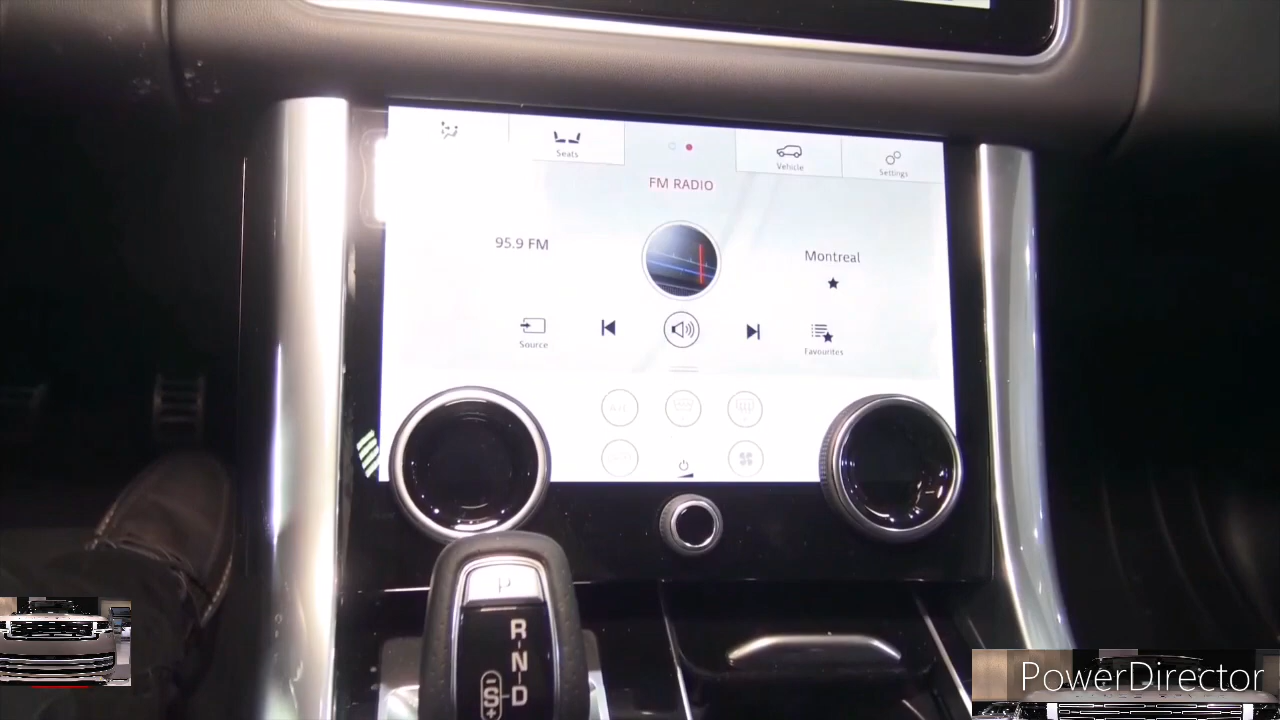 Seats
Vehicle
Settings
FM RADIO
95.9 FM
Montreal
Source
Favourites
R
N
D
S
PowerDirector